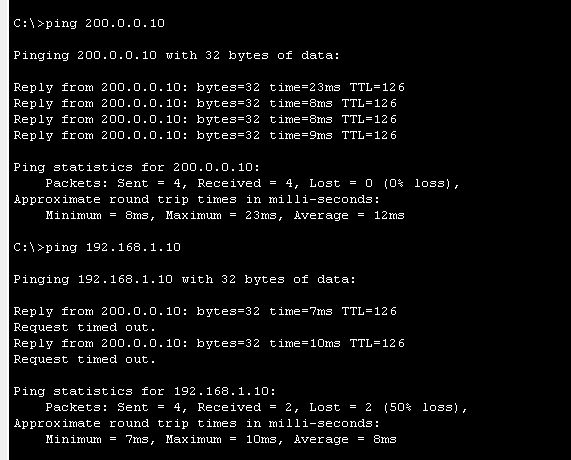 C:\>ping 200.0.0.10
Pinging 200.0.0.10 with 32 bytes of data:
Reply from 200.0.0.10: bytes=32 time=23ms TTL=126
Reply from 200.0.0.10: bytes=32 time=8ms TTL=126
Reply from 200.0.0.10: bytes=32 time=8ms TTL=126
Reply from 200.0.0.10: bytes=32 time=9ms TTL=126
Ping statistics for 200.0.0.10:
Packets: Sent = 4, Received = 4, Lost = 0 (0% loss),
Approximate round trip times in milli-seconds:
Minimum = 8ms, Maximum = 23ms, Average = 12ms
C:\>ping 192.168.1.10
Pinging 192.168.1.10 with 32 bytes of data:
Reply from 200.0.0.10: bytes=32 time=7ms TTL=126
Request timed out.
Reply from 200.0.0.10: bytes=32 time=10ms TTL=126
Request timed out.
Ping statistics for 192.168.1.10:
Packets: Sent = 4, Received = 2, Lost = 2 (50% loss),
Approximate round trip times in milli-seconds:
Minimum = 7ms, Maximum = 10ms, Average = 8ms